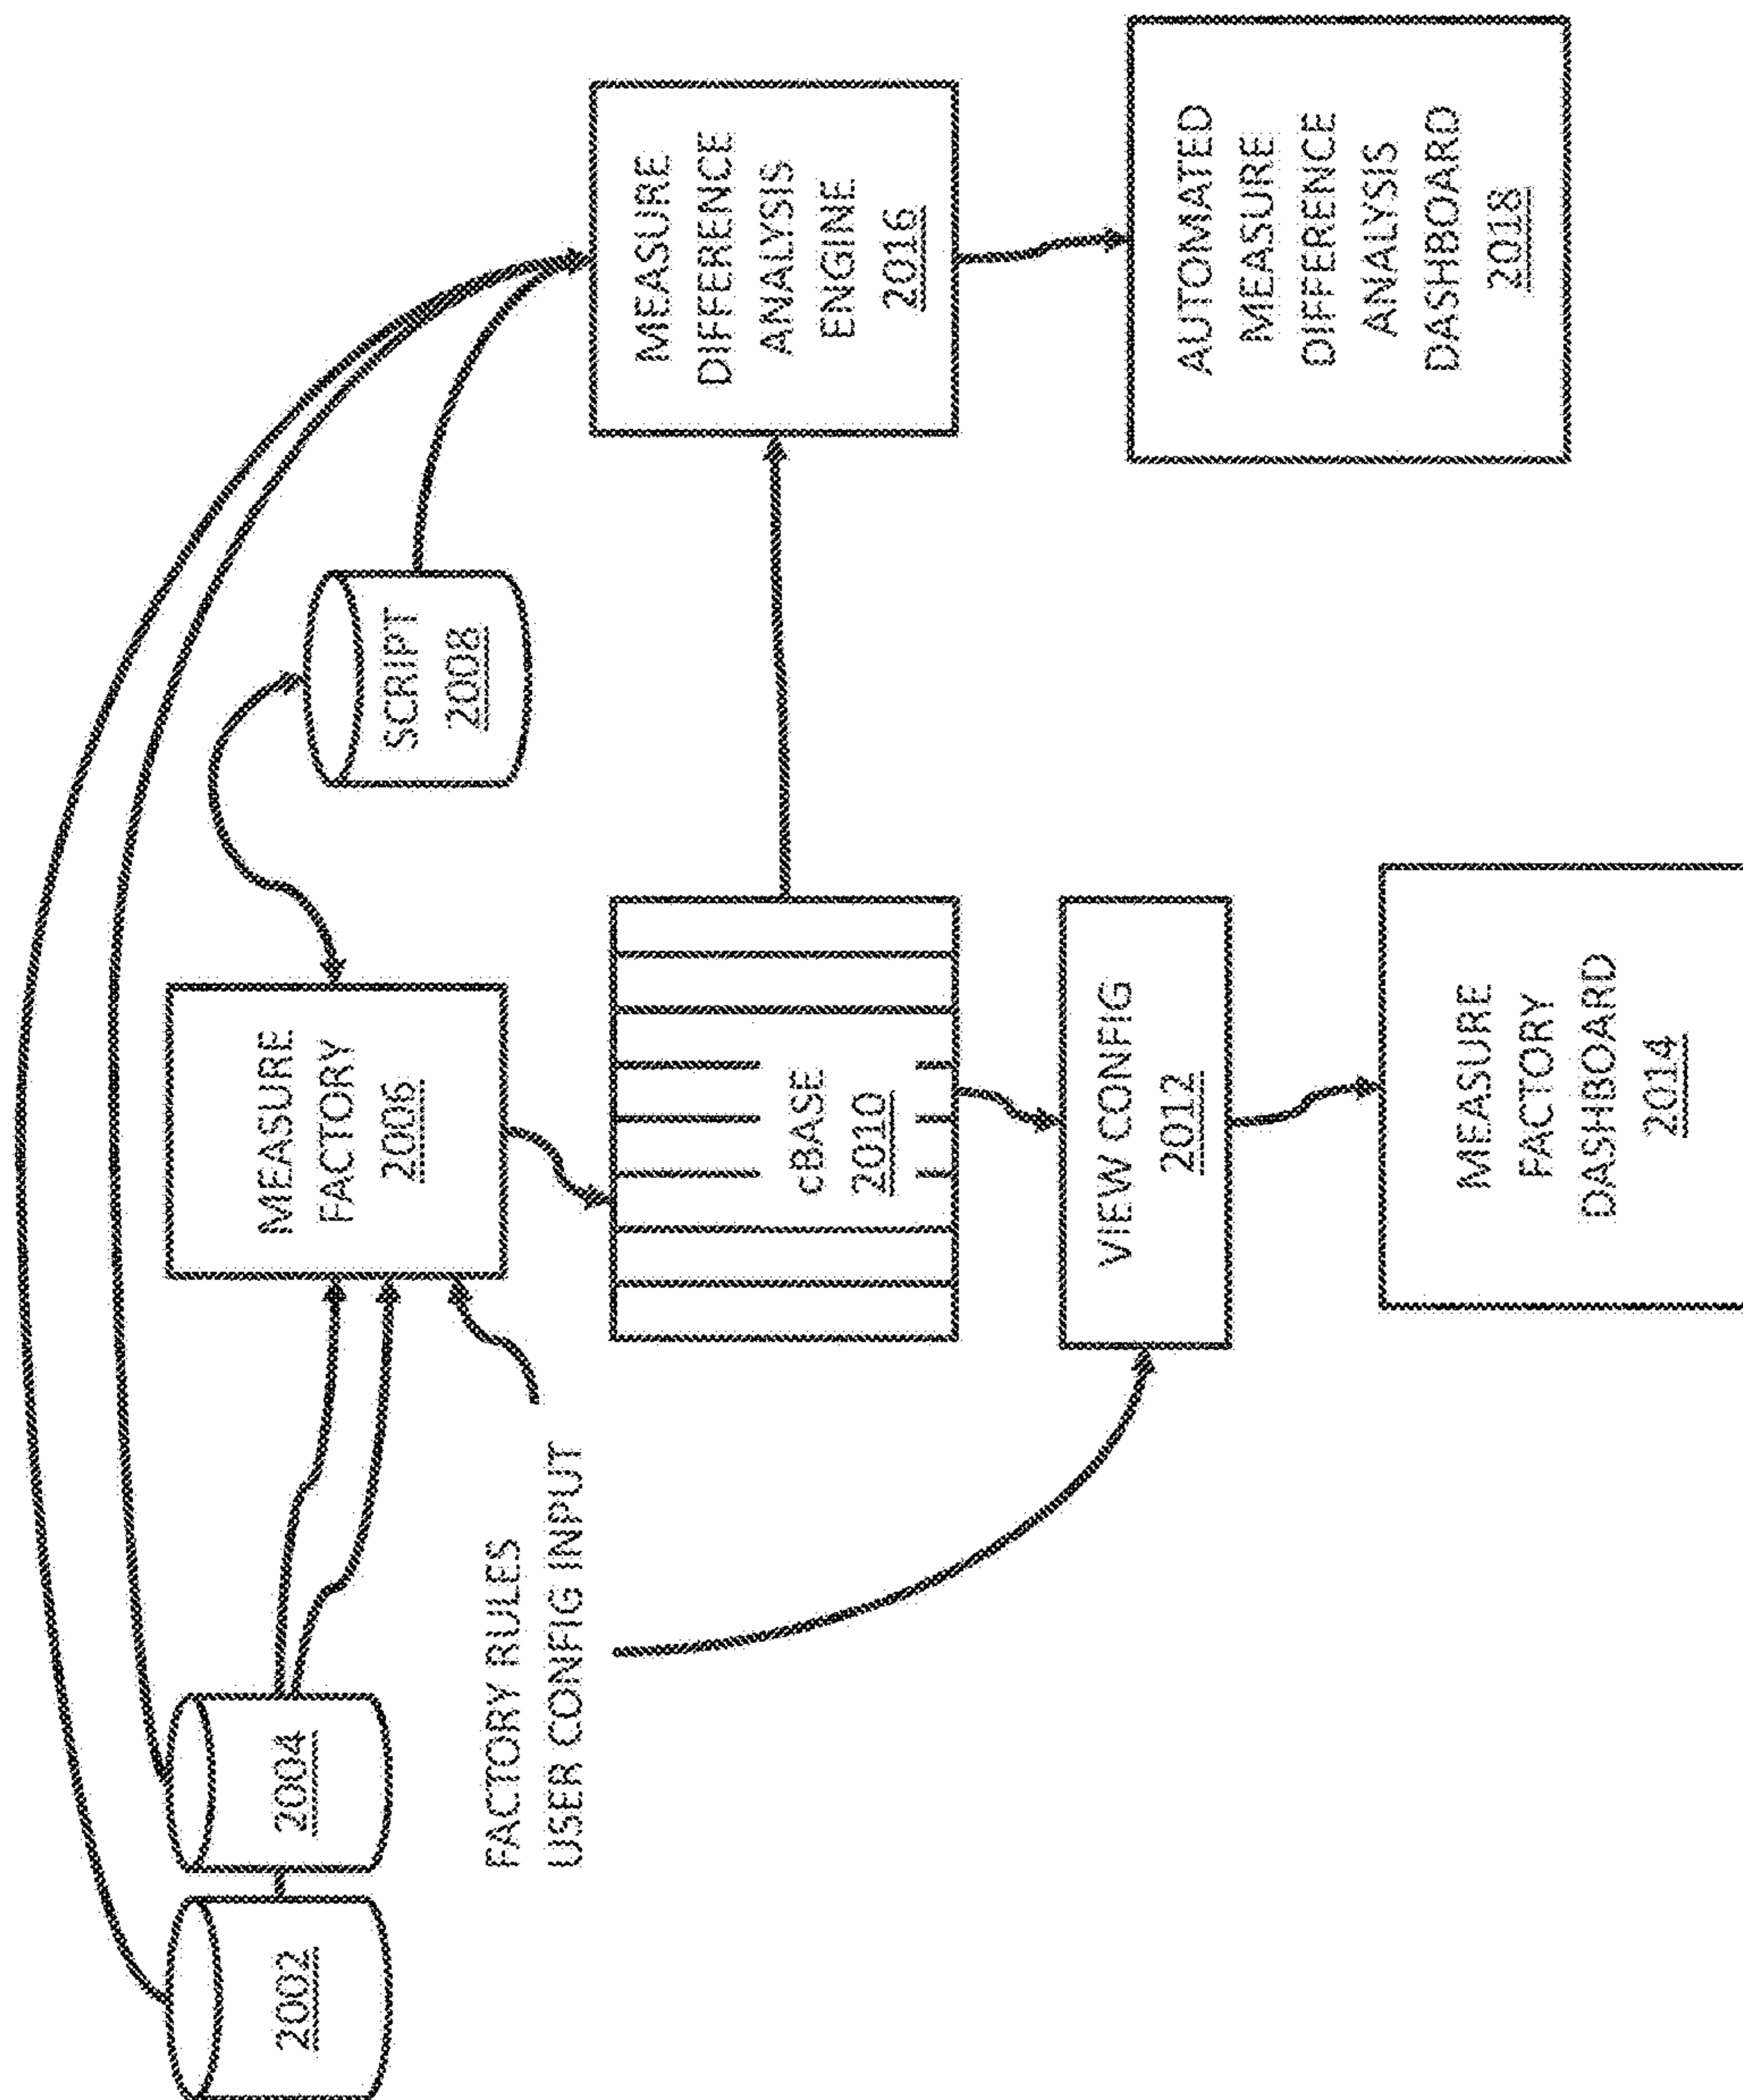 2002
2004
FACTORY RULES
USER CONFIG INPUT
MEASURE
FACTORY
2006
SCRIPT
2008
cBASE
2010
VIEW CONFIG
2012
MEASURE
FACTORY
DASHBOARD
2014
MEASURE
DIFFERENCE
ANALYSIS
ENGINE
2016
AUTOMATED
MEASURE
DIFFERENCE
ANALYSIS
DASHBOARD
2018